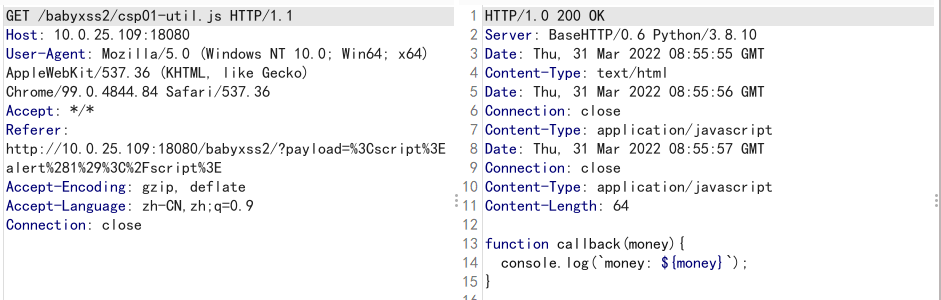 GET /babyxss2/csp01-util.js HTTP/1.1
Host: 10.0.25.109:18080
User-Agent: Mozilla/5.0 (Windows NT 10.0; Win64; x64)
AppleWebKit/537.36 (KHTML, like Gecko)
Chrome/99.0.4844.84 Safari/537.36
Accept: */*
Referer:
http://10.0.25.109:18080/babyxss2/?payload=%3Cscript%3E
alert%281%29%3C%2Fscript%3E
Accept-Encoding: gzip, deflate
Accept-Language: zh-CN,zh;q=0.9
Connection: close
1 HTTP/1.0 200 OK
2 Server: BaseHTTP/0.6 Python/3.8.10
3 Date: Thu, 31 Mar 2022 08:55:55 GMT
4 Content-Type: text/html
5 Date: Thu, 31 Mar 2022 08:55:56 GMT
6 Connection: close
7 Content-Type: application/javascript
8 Date: Thu, 31 Mar 2022 08:55:57 GMT
9 Connection: close
10 Content-Type: application/javascript
11 Content-Length: 64
12
13 function callback(money){
14   console.log(`money: ${money}`);
15 }
16